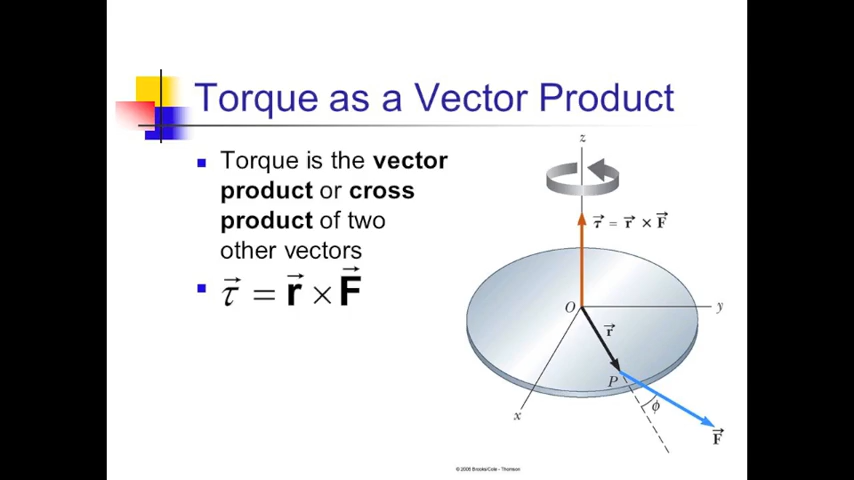 Torque as a Vector Product
Torque is the vector
product or cross
product of two
other vectors
τ⃗ = r⃗ × F⃗
z
τ⃗ = r⃗ × F⃗
O
y
r⃗
P
ϕ
x
F⃗
© 2006 Brooks/Cole - Thomson